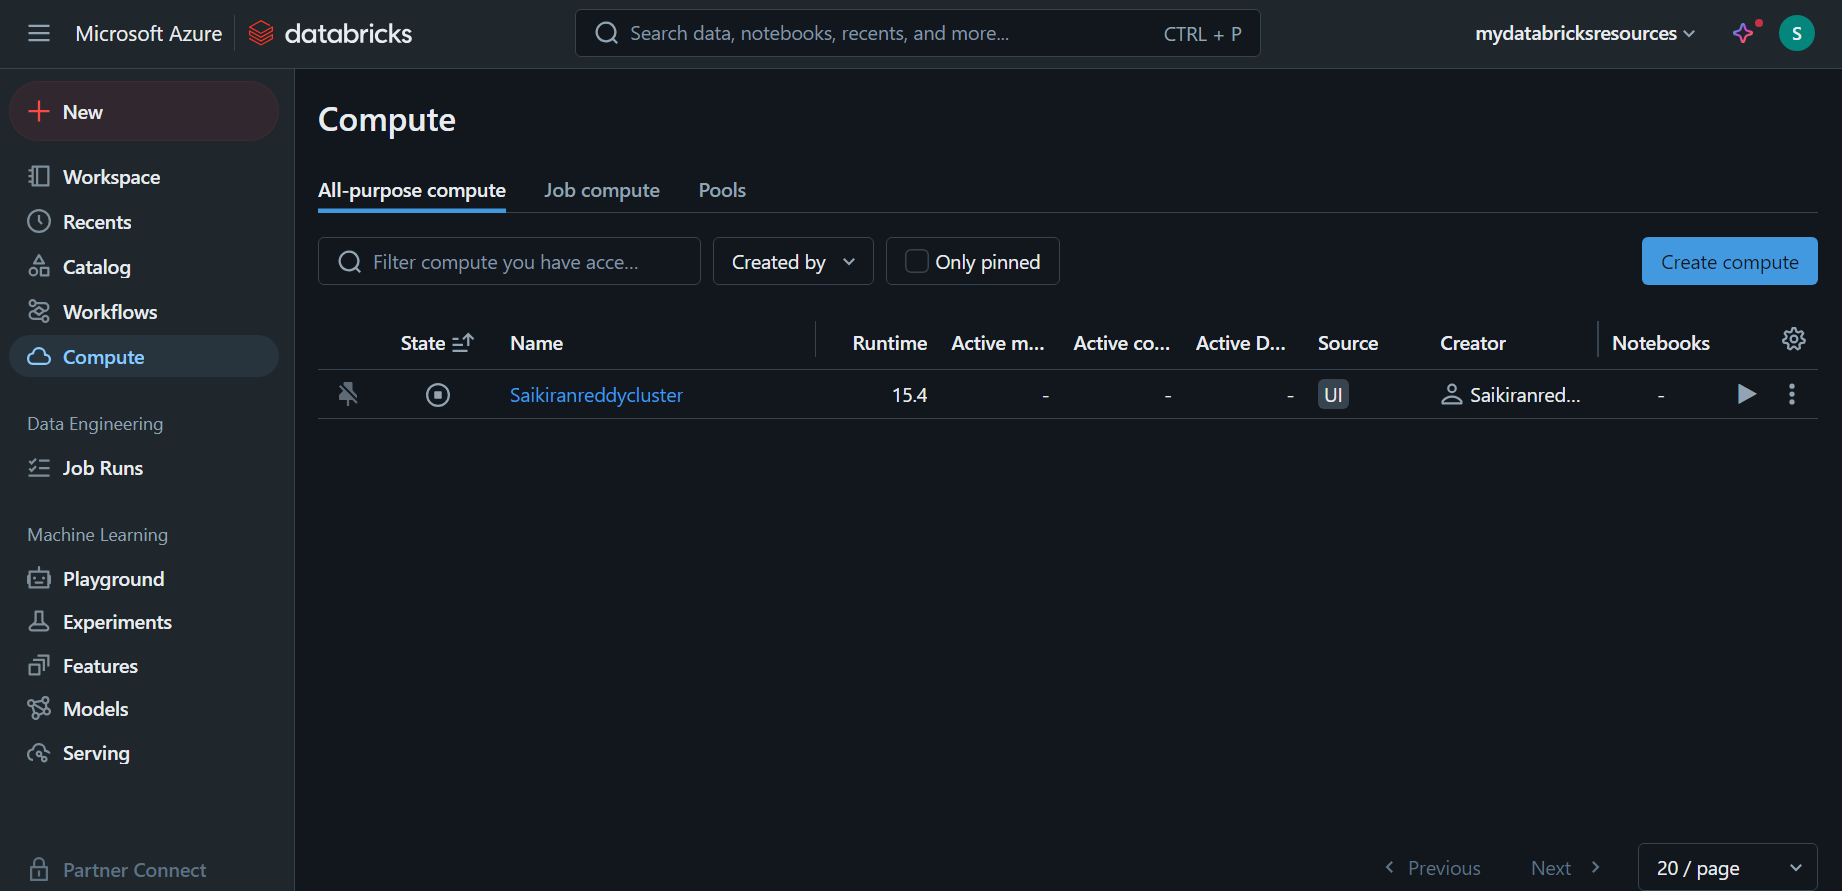 Microsoft Azure databricks Search data, notebooks, recents, and more... CTRL + P mydatabricksresources S
New
Workspace
Recents
Catalog
Workflows
Compute
Data Engineering
Job Runs
Machine Learning
Playground
Experiments
Features
Models
Serving
Partner Connect
Compute
All-purpose compute Job compute Pools
Filter compute you have acce... Created by Only pinned Create compute
State Name Runtime Active m... Active co... Active D... Source Creator Notebooks
Saikiranreddycluster 15.4 - - - UI Saikiranred... -
Previous Next 20 / page